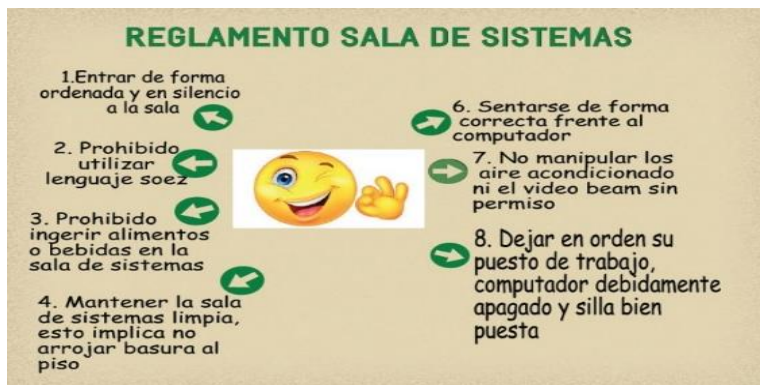 REGLAMENTO SALA DE SISTEMAS
1.Entrar de forma
ordenada y en silencio
a la sala
2. Prohibido
utilizar
lenguaje soez
3. Prohibido
ingerir alimentos
o bebidas en la
sala de sistemas
4. Mantener la sala
de sistemas limpia,
esto implica no
arrojar basura al
piso
6. Sentarse de forma
correcta frente al
computador
7. No manipular los
aire acondicionado
ni el video beam sin
permiso
8. Dejar en orden su
puesto de trabajo,
computador debidamente
apagado y silla bien
puesta